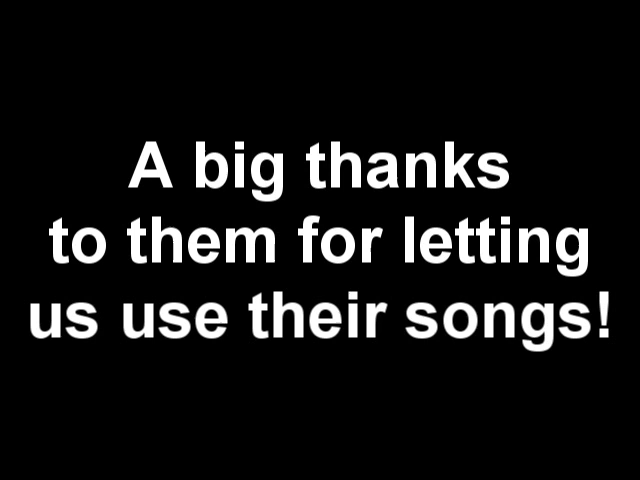 A big thanks
to them for letting
us use their songs!